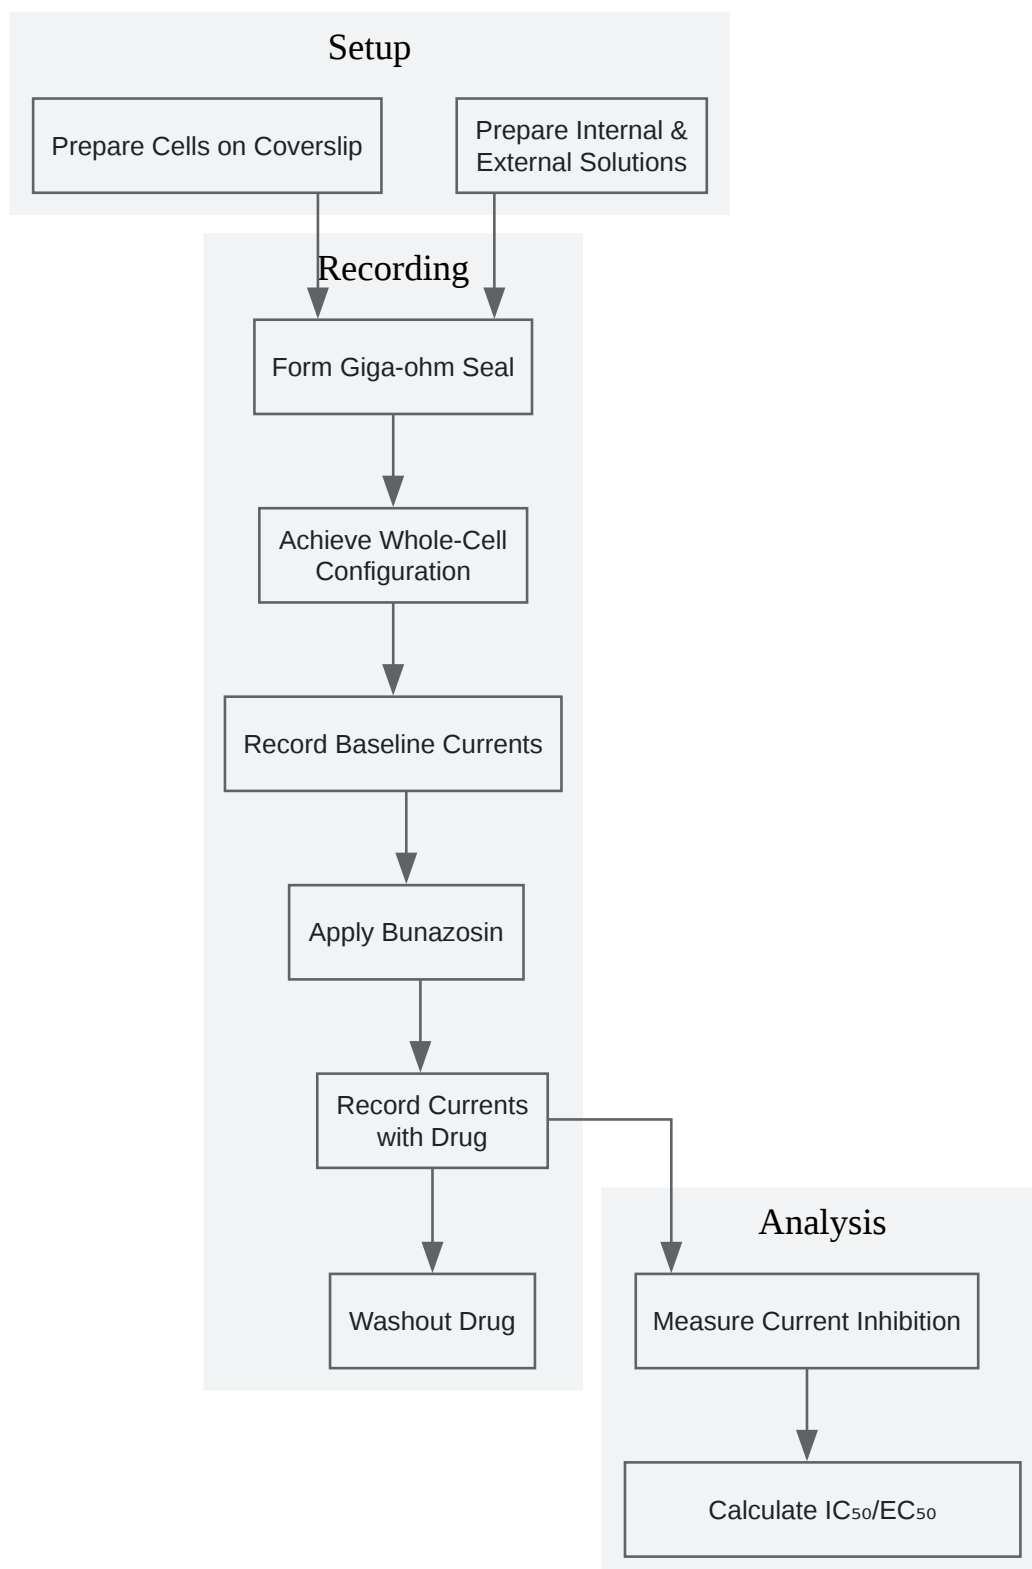 Setup
Prepare Cells on Coverslip
Prepare Internal &
External Solutions
Recording
Form Giga-ohm Seal
Achieve Whole-Cell
Configuration
Record Baseline Currents
Apply Bunazosin
Record Currents
with Drug
Washout Drug
Analysis
Measure Current Inhibition
Calculate IC₅₀/EC₅₀